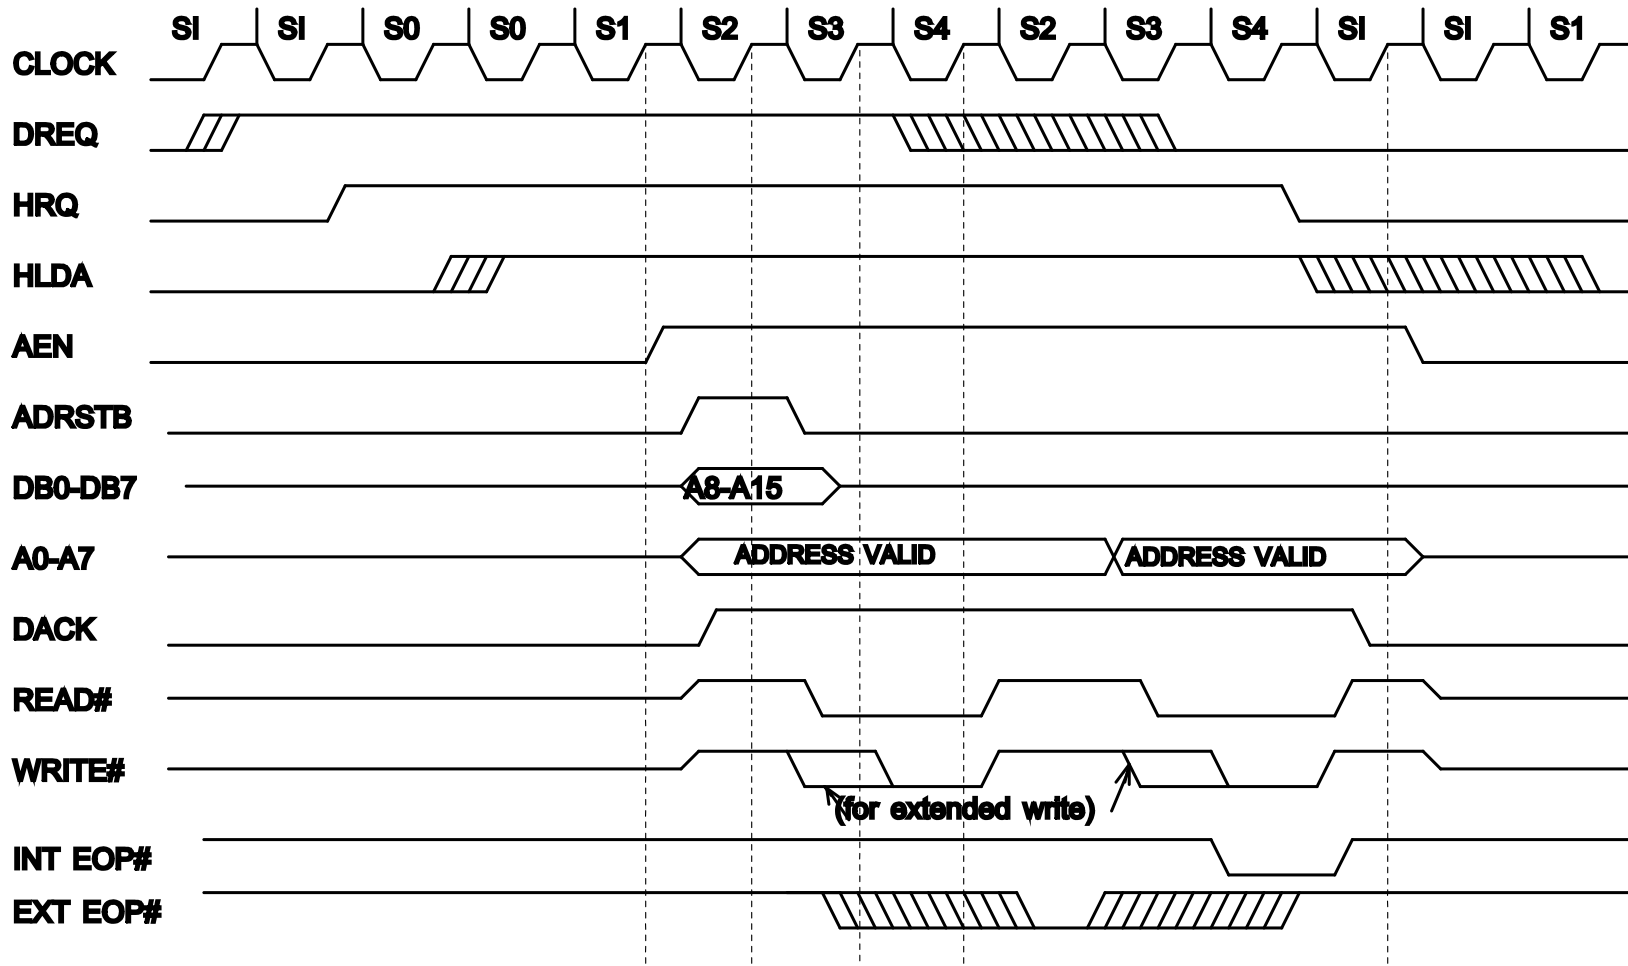 SI SI S0 S0 S1 S2 S3 S4 S2 S3 S4 SI SI S1
CLOCK
DREQ
HRQ
HLDA
AEN
ADRSTB
DB0-DB7 A8-A15
A0-A7 ADDRESS VALID ADDRESS VALID
DACK
READ#
WRITE#
(for extended write)
INT EOP#
EXT EOP#